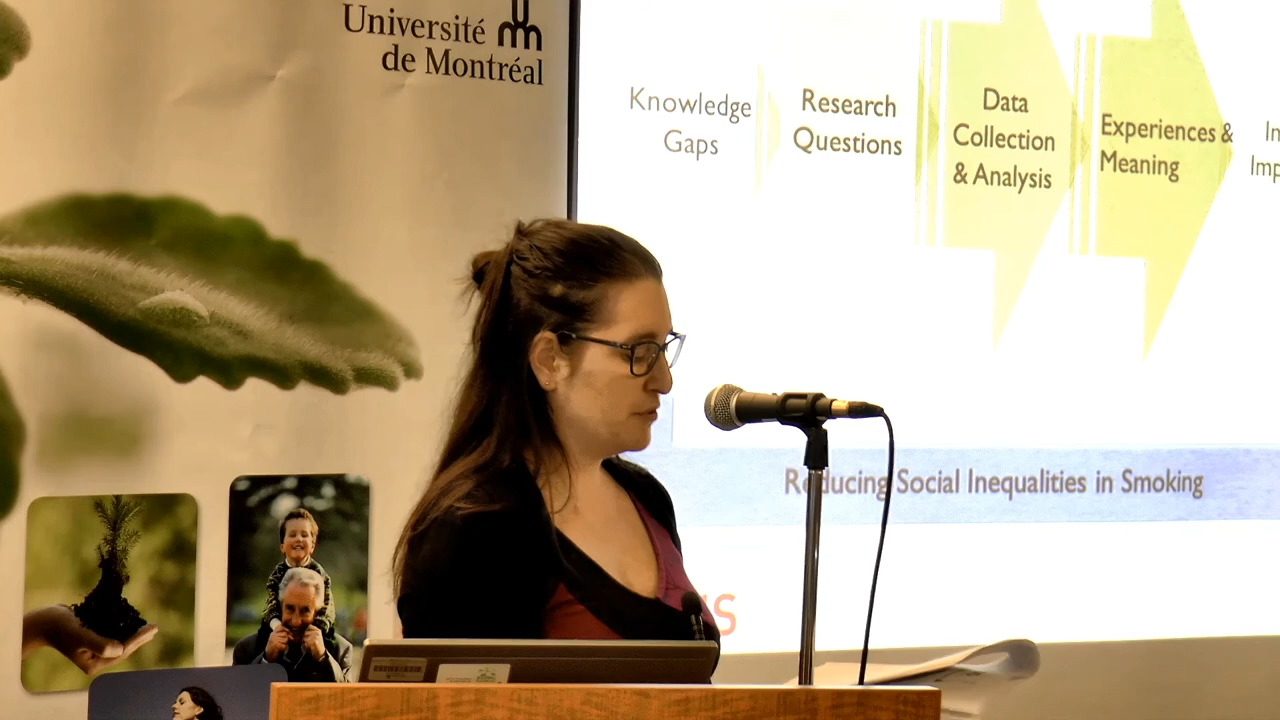 Université
de Montréal
Knowledge
Gaps
Research
Questions
Data
Collection
& Analysis
Experiences &
Meaning
Reducing Social Inequalities in Smoking